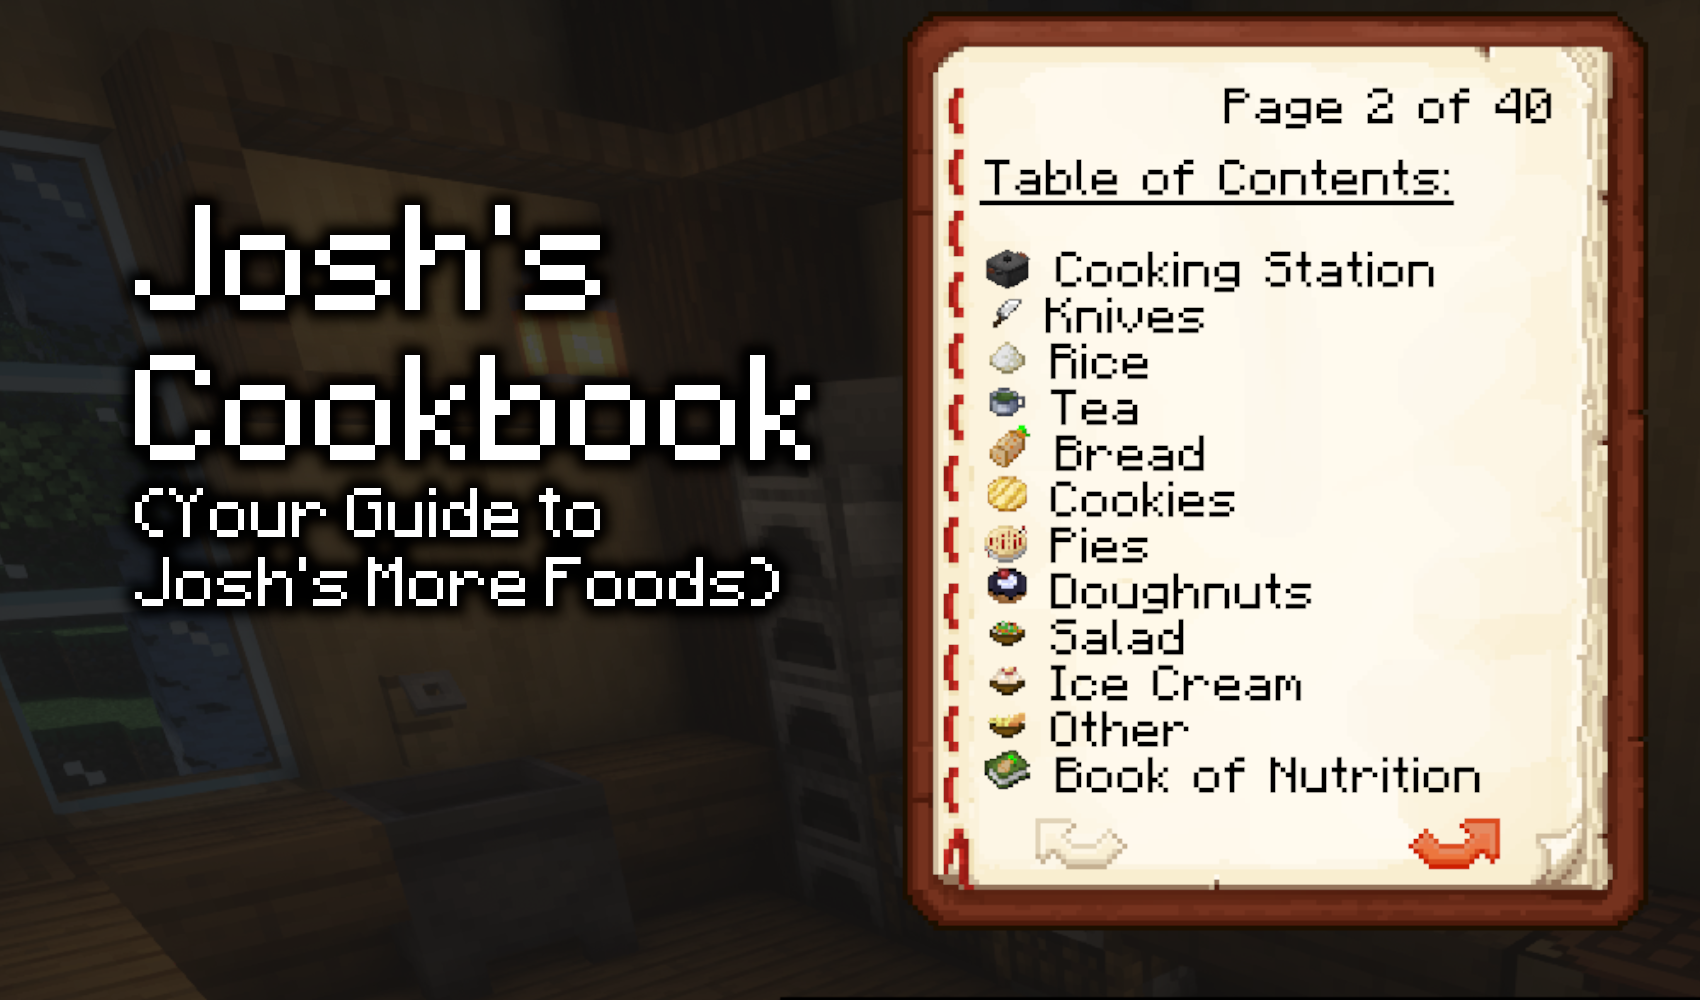 Josh's
Cookbook
(Your Guide to
Josh's More Foods)
Page 2 of 40
Table of Contents:
Cooking Station
Knives
Rice
Tea
Bread
Cookies
Pies
Doughnuts
Salad
Ice Cream
Other
Book of Nutrition